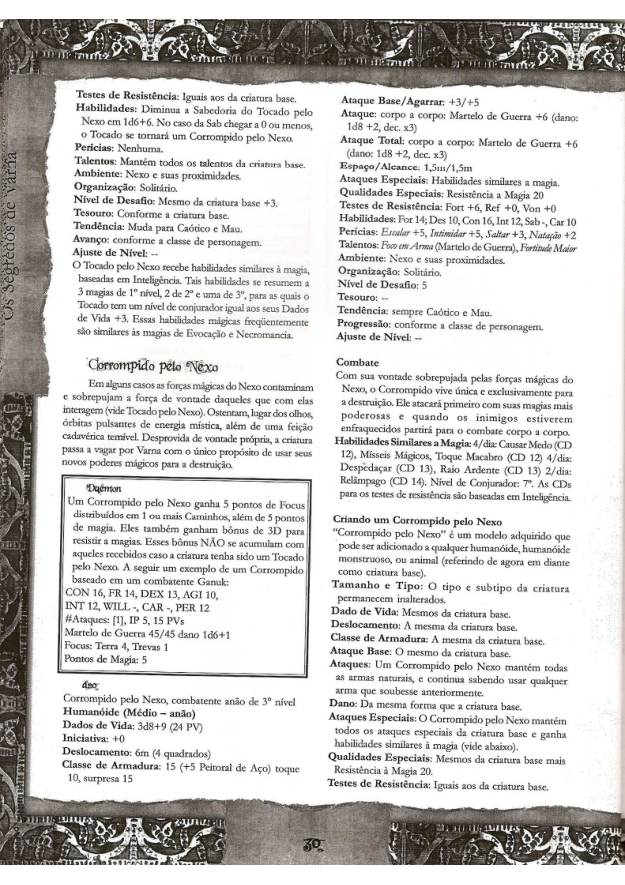 Os Segredos de Varna
Testes de Resistência: Iguais aos da criatura base.
Habilidades: Diminua a Sabedoria do Tocado pelo
Nexo em 1d6+6. No caso da Sab chegar a 0 ou menos,
o Tocado se tornará um Corrompido pelo Nexo.
Perícias: Nenhuma.
Talentos: Mantém todos os talentos da criatura base.
Ambiente: Nexo e suas proximidades.
Organização: Solitário.
Nível de Desafio: Mesmo da criatura base +3.
Tesouro: Conforme a criatura base.
Tendência: Muda para Caótico e Mau.
Avanço: conforme a classe de personagem.
Ajuste de Nível: --
O Tocado pelo Nexo recebe habilidades similares à magia,
baseadas em Inteligência. Tais habilidades se resumem a
3 magias de 1º nível, 2 de 2º e uma de 3º, para as quais o
Tocado tem um nível de conjurador igual aos seus Dados
de Vida +3. Essas habilidades mágicas freqüentemente
são similares às magias de Evocação e Necromancia.
Corrompido pelo Nexo
Em alguns casos as forças mágicas do Nexo contaminam
e sobrepujam a força de vontade daqueles que com elas
interagem (vide Tocado pelo Nexo). Ostentam, lugar dos olhos,
órbitas pulsantes de energia mística, além de uma feição
cadavérica temível. Desprovida de vontade própria, a criatura
passa a vagar por Varna com o único propósito de usar seus
novos poderes mágicos para a destruição.
Daemon
Um Corrompido pelo Nexo ganha 5 pontos de Focus
distribuídos em 1 ou mais Caminhos, além de 5 pontos
de magia. Eles também ganham bônus de 3D para
resistir a magias. Esses bônus NÃO se acumulam com
aqueles recebidos caso a criatura tenha sido um Tocado
pelo Nexo. A seguir um exemplo de um Corrompido
baseado em um combatente Ganuk:
CON 16, FR 14, DEX 13, AGI 10,
INT 12, WILL -, CAR -, PER 12
#Ataques: [1], IP 5, 15 PVs
Martelo de Guerra 45/45 dano 1d6+1
Focus: Terra 4, Trevas 1
Pontos de Magia: 5
d20
Corrompido pelo Nexo, combatente anão de 3º nível
Humanóide (Médio – anão)
Dados de Vida: 3d8+9 (24 PV)
Iniciativa: +0
Deslocamento: 6m (4 quadrados)
Classe de Armadura: 15 (+5 Peitoral de Aço) toque
10, surpresa 15
Ataque Base/Agarrar: +3/+5
Ataque: corpo a corpo: Martelo de Guerra +6 (dano:
1d8 +2, dec. x3)
Ataque Total: corpo a corpo: Martelo de Guerra +6
(dano: 1d8 +2, dec. x3)
Espaço/Alcance: 1,5m/1,5m
Ataques Especiais: Habilidades similares a magia.
Qualidades Especiais: Resistência a Magia 20
Testes de Resistência: Fort +6, Ref +0, Von +0
Habilidades: For 14; Des 10, Con 16, Int 12, Sab -, Car 10
Perícias: Escalar +5, Intimidar +5, Saltar +3, Natação +2
Talentos: Foco em Arma (Martelo de Guerra), Fortitude Maior
Ambiente: Nexo e suas proximidades.
Organização: Solitário.
Nível de Desafio: 5
Tesouro: --
Tendência: sempre Caótico e Mau.
Progressão: conforme a classe de personagem.
Ajuste de Nível: --
Combate
Com sua vontade sobrepujada pelas forças mágicas do
Nexo, o Corrompido vive única e exclusivamente para
a destruição. Ele atacará primeiro com suas magias mais
poderosas e quando os inimigos estiverem
enfraquecidos partirá para o combate corpo a corpo.
Habilidades Similares a Magia: 4/dia: Causar Medo (CD
12), Mísseis Mágicos, Toque Macabro (CD 12) 4/dia:
Despedaçar (CD 13), Raio Ardente (CD 13) 2/dia:
Relâmpago (CD 14). Nível de Conjurador: 7º. As CDs
para os testes de resistência são baseadas em Inteligência.
Criando um Corrompido pelo Nexo
"Corrompido pelo Nexo" é um modelo adquirido que
pode ser adicionado a qualquer humanóide, humanóide
monstruoso, ou animal (referindo de agora em diante
como criatura base).
Tamanho e Tipo: O tipo e subtipo da criatura
permanecem inalterados.
Dado de Vida: Mesmos da criatura base.
Deslocamento: A mesma da criatura base.
Classe de Armadura: A mesma da criatura base.
Ataque Base: O mesmo da criatura base.
Ataques: Um Corrompido pelo Nexo mantém todas
as armas naturais, e continua sabendo usar qualquer
arma que soubesse anteriormente.
Dano: Da mesma forma que a criatura base.
Ataques Especiais: O Corrompido pelo Nexo mantém
todos os ataques especiais da criatura base e ganha
habilidades similares à magia (vide abaixo).
Qualidades Especiais: Mesmos da criatura base mais
Resistência à Magia 20.
Testes de Resistência: Iguais aos da criatura base.
30